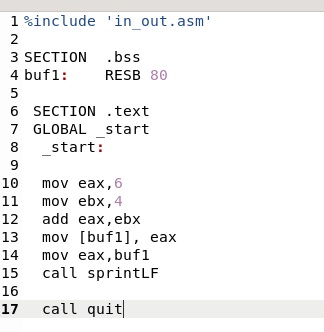 1 %include 'in_out.asm'
2
3 SECTION  .bss
4 buf1:    RESB 80
5
6  SECTION .text
7  GLOBAL _start
8   _start:
9
10   mov eax,6
11   mov ebx,4
12   add eax,ebx
13   mov [buf1], eax
14   mov eax,buf1
15   call sprintLF
16
17   call quit